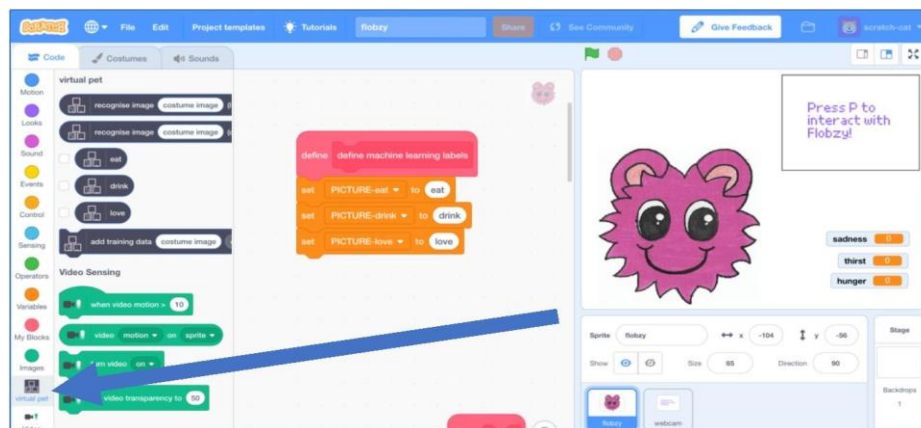 SCRATCH
File Edit Project templates Tutorials flobzy Share See Community Give Feedback scratch-cat
Code Costumes Sounds
Motion
Looks
Sound
Events
Control
Sensing
Operators
Variables
My Blocks
Images
virtual pet
virtual pet
recognise image costume image
recognise image costume image
eat
drink
love
add training data costume image
Video Sensing
when video motion > 10
video motion on sprite
video on
video transparency to 50
define define machine learning labels
set PICTURE-eat to eat
set PICTURE-drink to drink
set PICTURE-love to love
Press P to
interact with
Flobzy!
sadness 0
thirst 0
hunger 0
Sprite flobzy x -104 y -56
Show Size 85 Direction 90
flobzy webcam
Stage
Backdrops
1